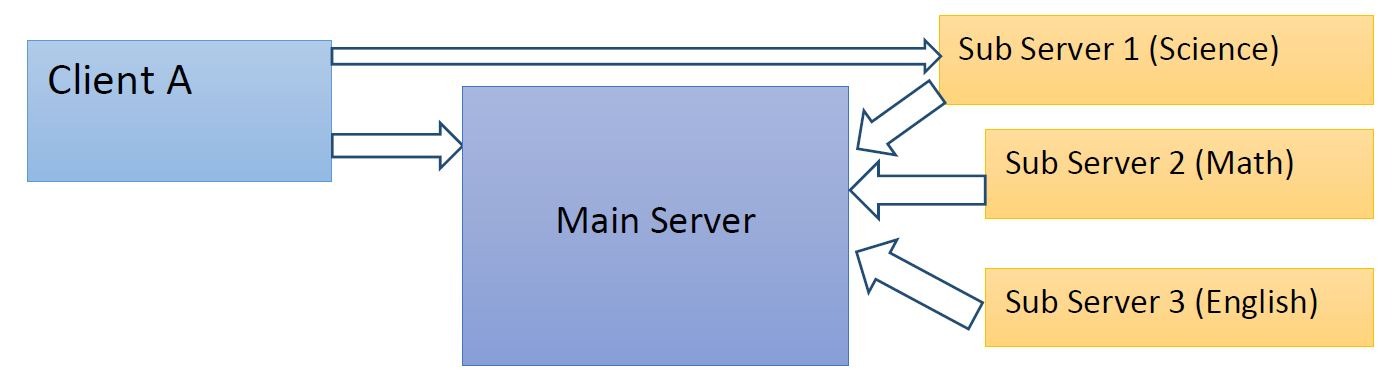 Client A
Sub Server 1 (Science)
Sub Server 2 (Math)
Main Server
Sub Server 3 (English)